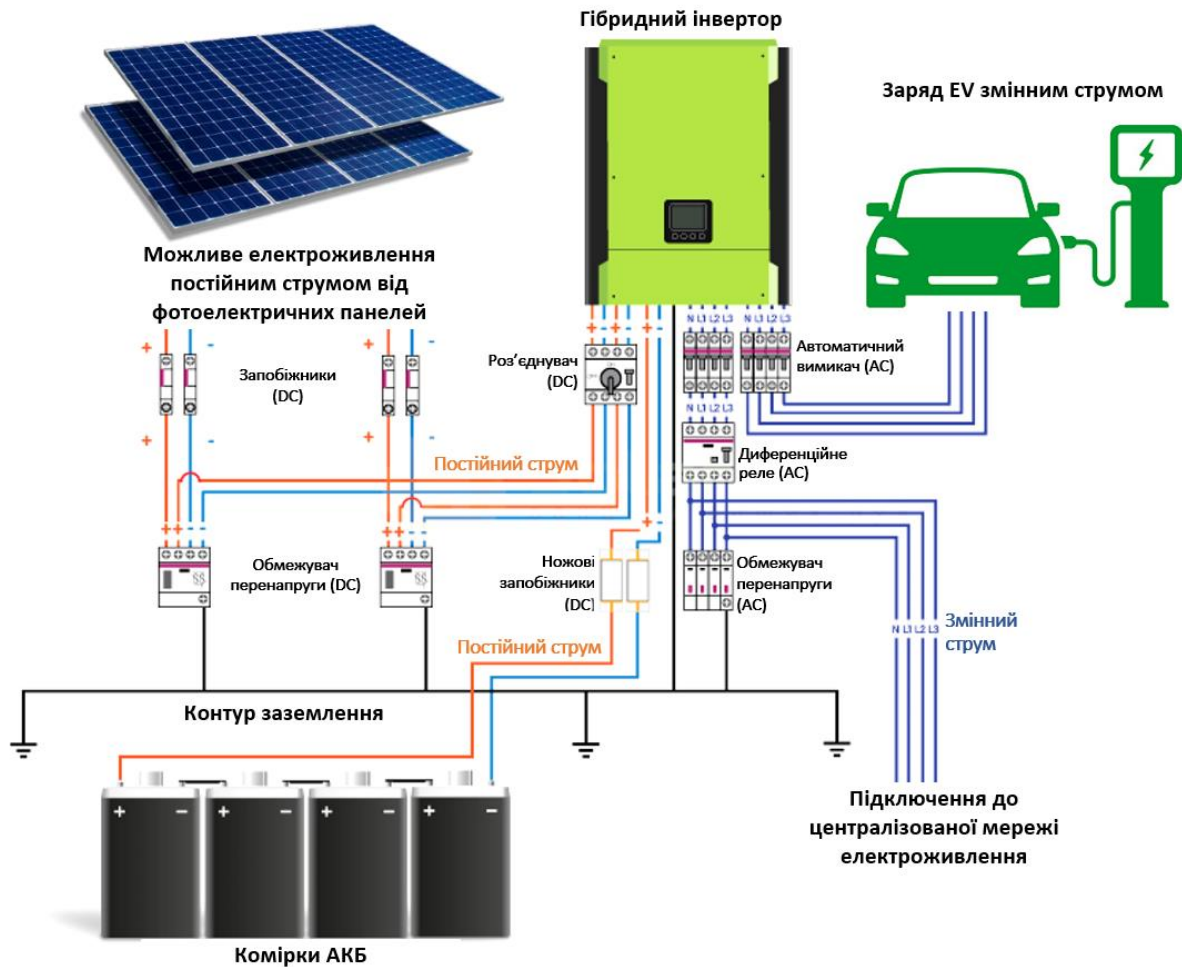 Гібридний інвертор
Заряд EV змінним струмом
Можливе електроживлення
постійним струмом від
фотоелектричних панелей
+ - + - + -
N L1 L2 L3 N L1 L2 L3
+ -
+ -
Запобіжники
(DC)
Роз’єднувач
(DC)
Автоматичний
вимикач (AC)
N L1 L2 L3
+ -
+ -
Постійний струм
Диференційне
реле (AC)
+ + - -
+ + - -
+ -
Обмежувач
перенапруги (DC)
Ножові
запобіжники
(DC)
Обмежувач
перенапруги
(AC)
N L1 L2 L3
Змінний
струм
Постійний струм
Контур заземлення
+ - + - + - + -
Підключення до
централізованої мережі
електроживлення
Комірки АКБ